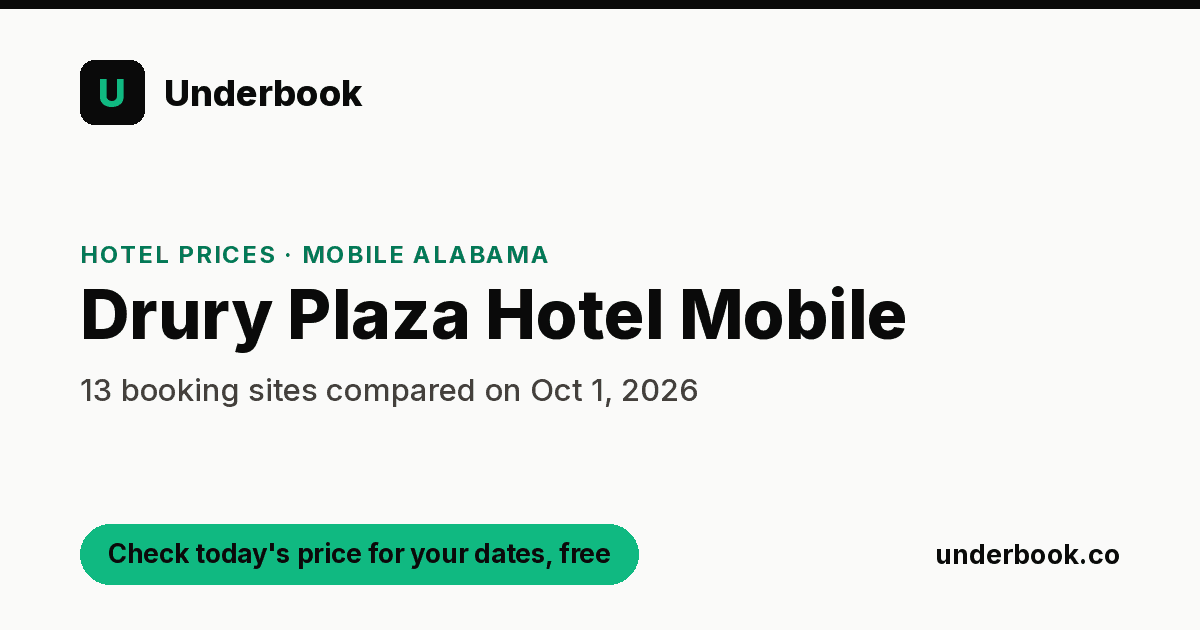 U Underbook
HOTEL PRICES · MOBILE ALABAMA
Drury Plaza Hotel Mobile
13 booking sites compared on Oct 1, 2026
Check today's price for your dates, free
underbook.co